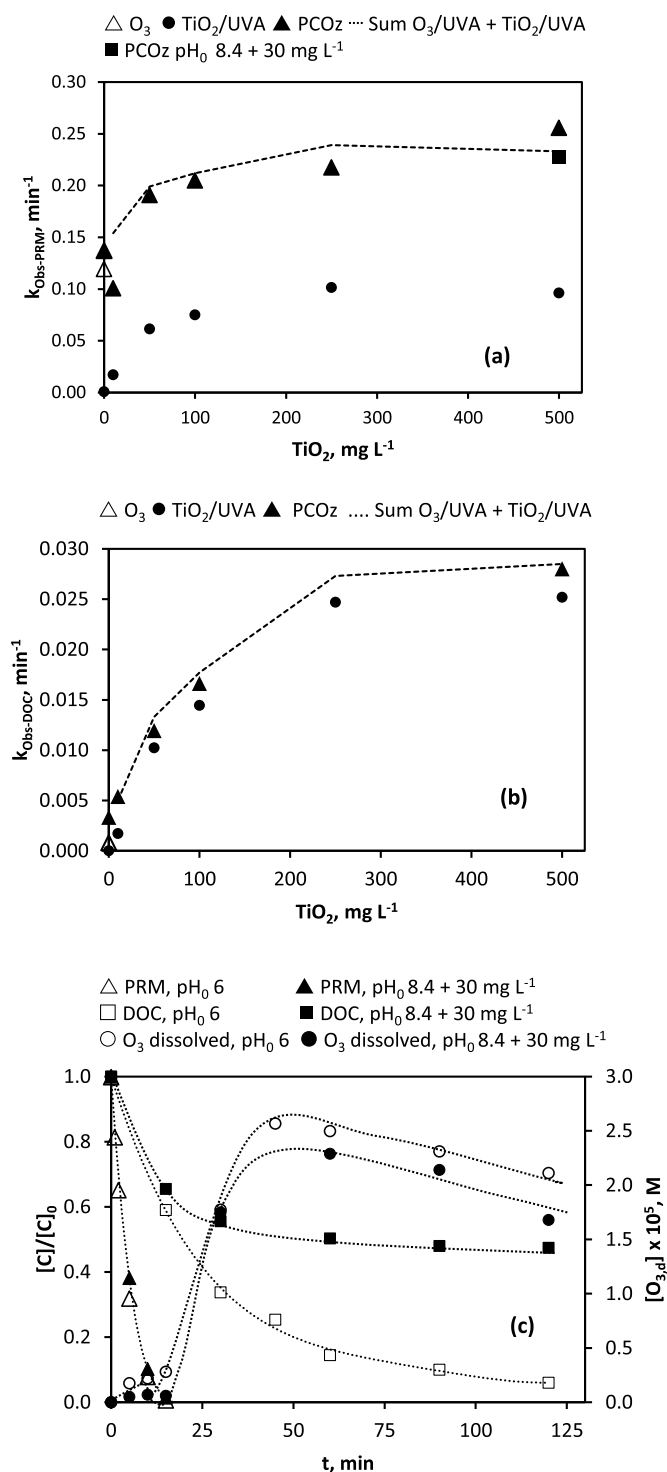 △ O₃ ● TiO₂/UVA ▲ PCOz ···· Sum O₃/UVA + TiO₂/UVA
■ PCOz pH₀ 8.4 + 30 mg L⁻¹
0.30
0.25
0.20
0.15
0.10
0.05
0.00
k_Obs-PRM, min⁻¹
(a)
0 100 200 300 400 500
TiO₂, mg L⁻¹
△ O₃ ● TiO₂/UVA ▲ PCOz .... Sum O₃/UVA + TiO₂/UVA
0.030
0.025
0.020
0.015
0.010
0.005
0.000
k_Obs-DOC, min⁻¹
(b)
0 100 200 300 400 500
TiO₂, mg L⁻¹
△ PRM, pH₀ 6 ▲ PRM, pH₀ 8.4 + 30 mg L⁻¹
□ DOC, pH₀ 6 ■ DOC, pH₀ 8.4 + 30 mg L⁻¹
○ O₃ dissolved, pH₀ 6 ● O₃ dissolved, pH₀ 8.4 + 30 mg L⁻¹
1.0 3.0
0.8 2.5
2.0
0.6
1.5
0.4
1.0
0.2 0.5
0.0 0.0
[C]/[C]₀
[O₃,d] x 10⁵, M
(c)
0 25 50 75 100 125
t, min